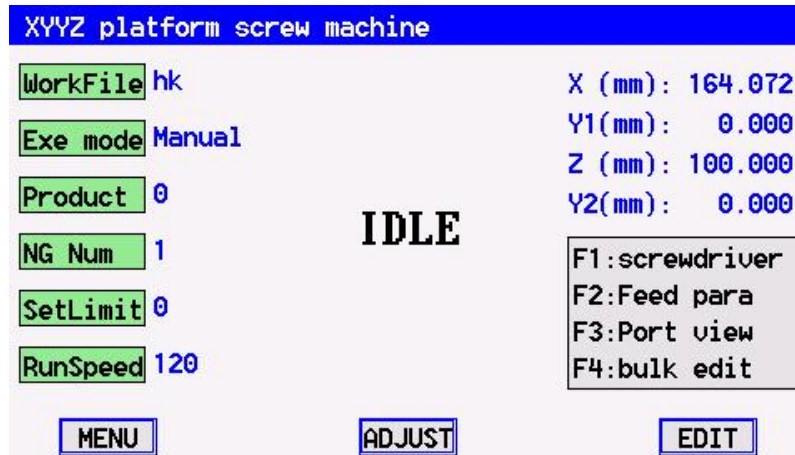 XYYZ platform screw machine
WorkFile hk
Exe mode Manual
Product 0
NG Num 1
SetLimit 0
RunSpeed 120
IDLE
X (mm): 164.072
Y1(mm): 0.000
Z (mm): 100.000
Y2(mm): 0.000
F1:screwdriver
F2:Feed para
F3:Port view
F4:bulk edit
MENU
ADJUST
EDIT